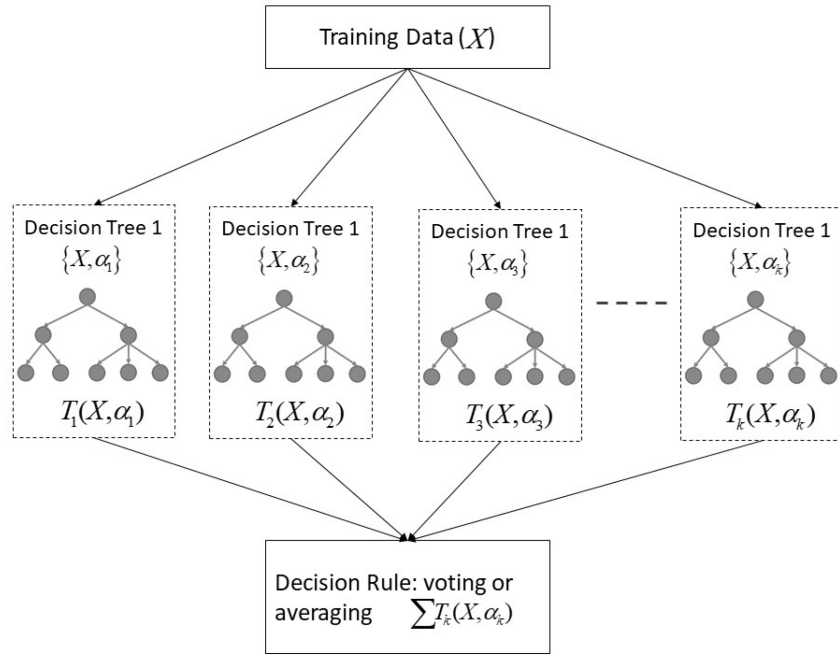 Training Data (X)
Decision Tree 1
{X,α₁}
T₁(X,α₁)
Decision Tree 1
{X,α₂}
T₂(X,α₂)
Decision Tree 1
{X,α₃}
T₃(X,α₃)
Decision Tree 1
{X,αₖ}
Tₖ(X,αₖ)
Decision Rule: voting or
averaging ∑Tₖ(X,αₖ)